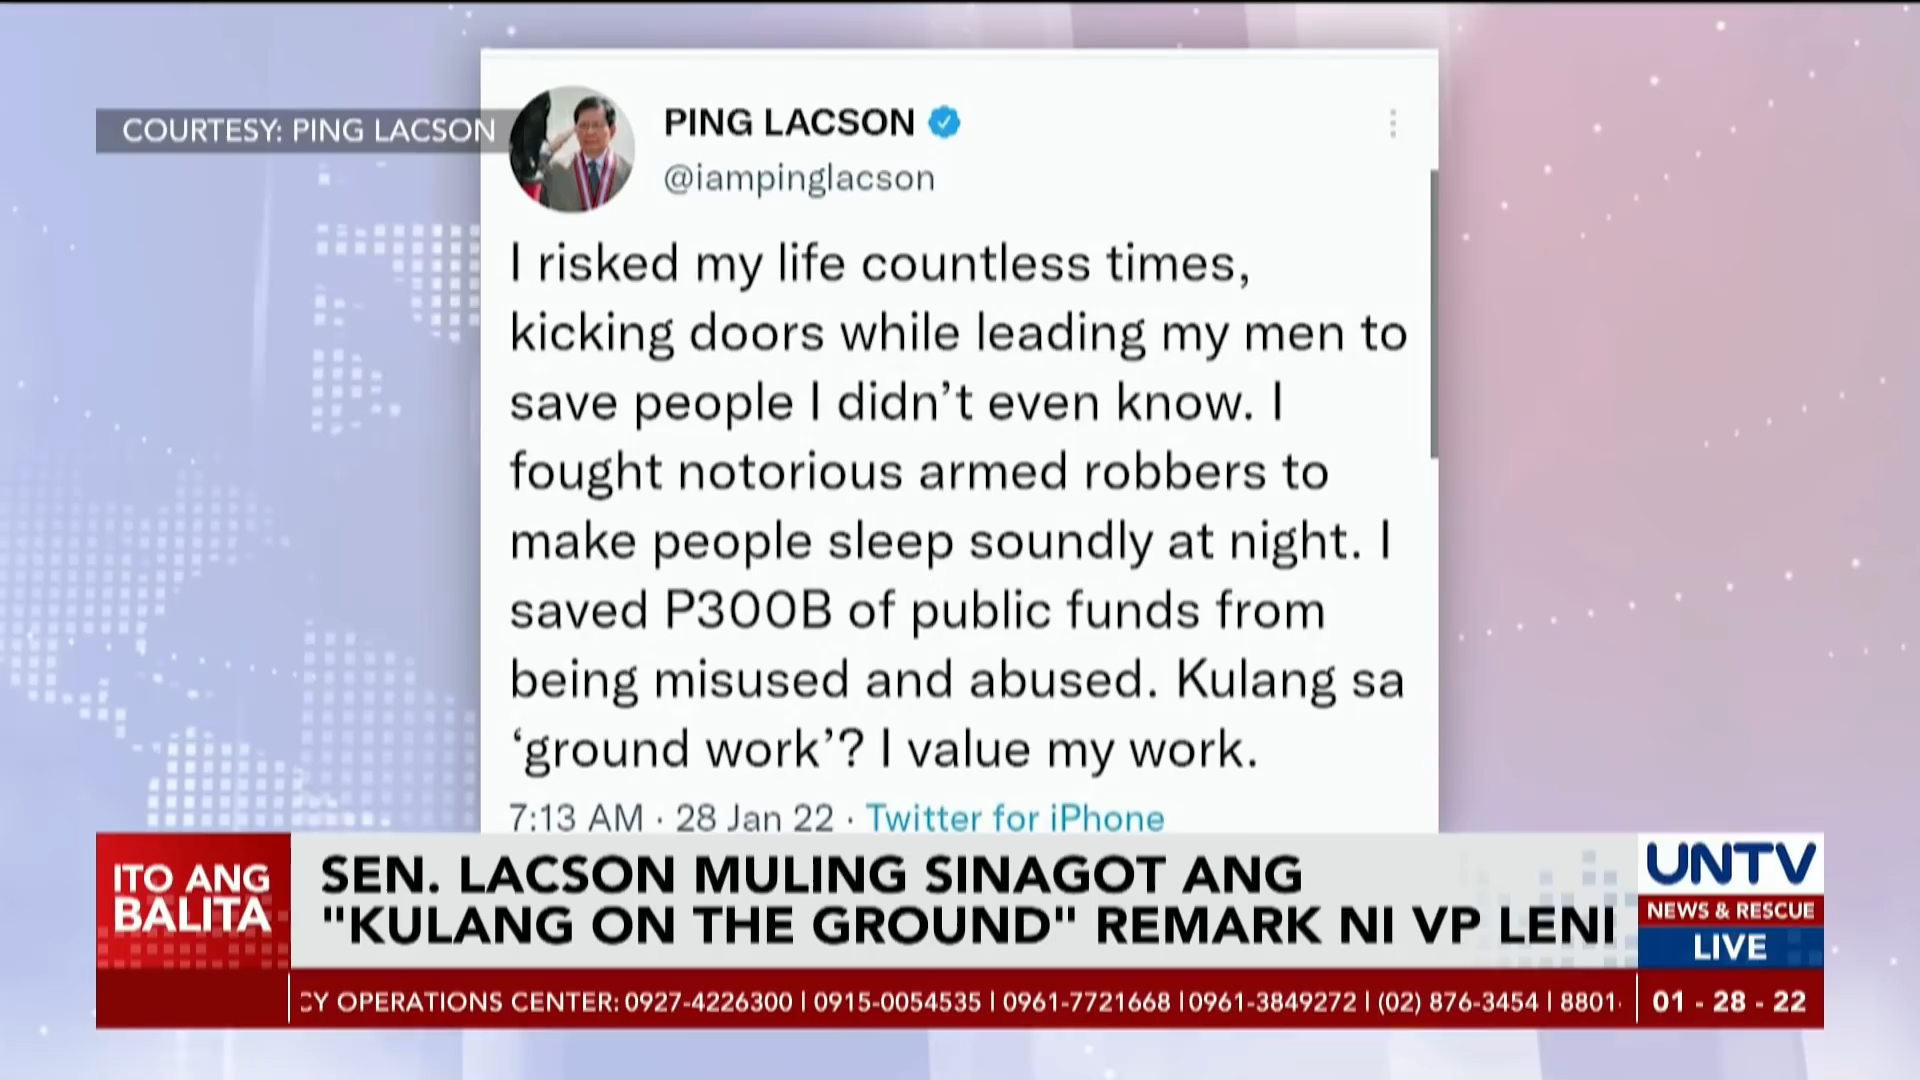 COURTESY: PING LACSON
PING LACSON
@iampinglacson
I risked my life countless times,
kicking doors while leading my men to
save people I didn't even know. I
fought notorious armed robbers to
make people sleep soundly at night. I
saved P300B of public funds from
being misused and abused. Kulang sa
‘ground work’? I value my work.
7:13 AM · 28 Jan 22 · Twitter for iPhone
ITO ANG
BALITA
SEN. LACSON MULING SINAGOT ANG
"KULANG ON THE GROUND" REMARK NI VP LENI
UNTV
NEWS & RESCUE
LIVE
CY OPERATIONS CENTER: 0927-4226300 | 0915-0054535 | 0961-7721668 | 0961-3849272 | (02) 876-3454 | 8801-
01 - 28 - 22